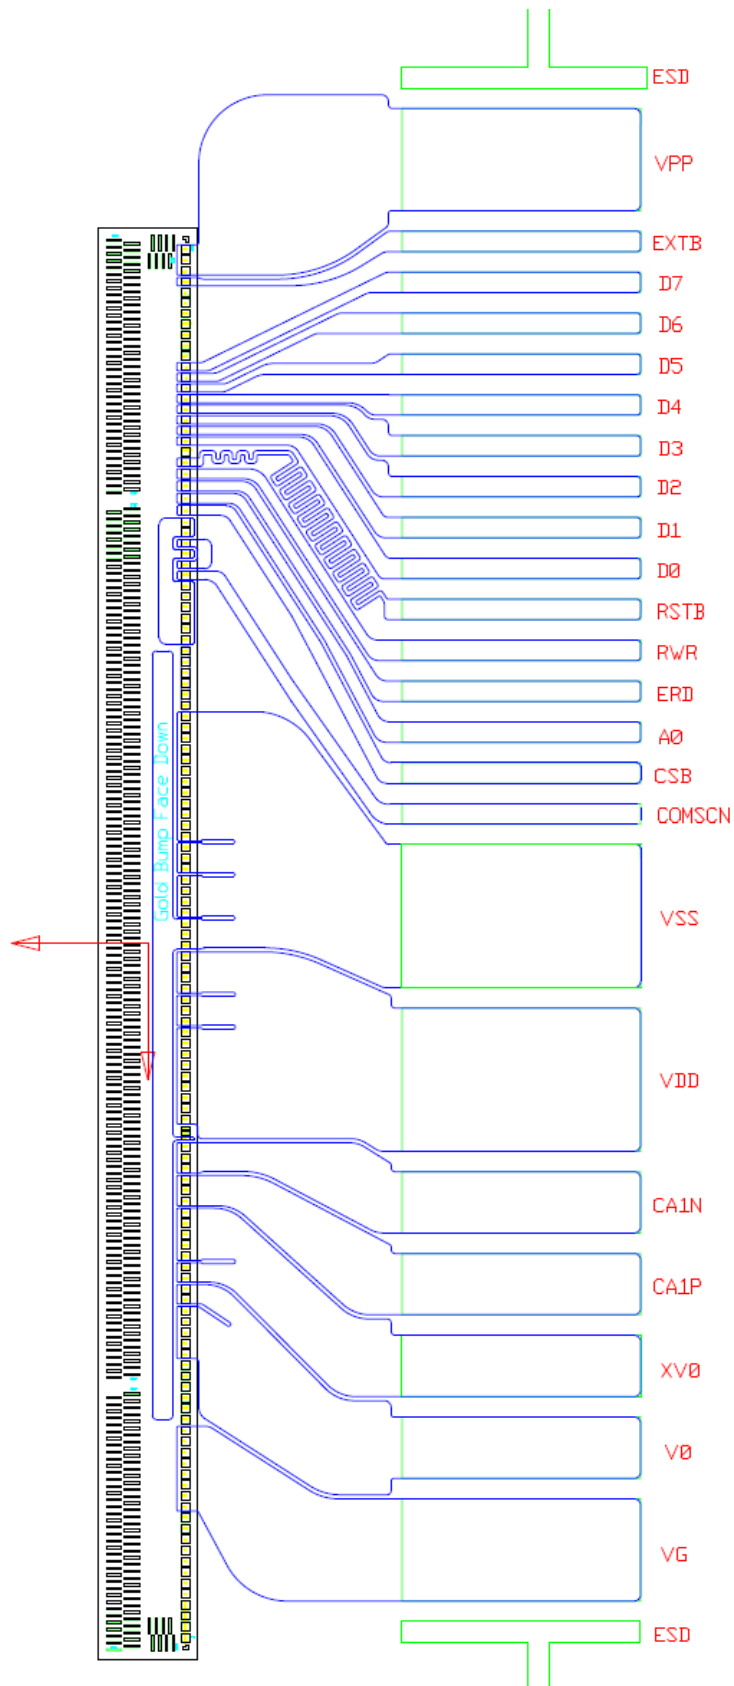 ESD
VPP
EXTB
D7
D6
D5
D4
D3
D2
D1
D0
RSTB
RWR
ERD
A0
CSB
COMSCN
Gold Bump Face Down
VSS
VDD
CA1N
CA1P
XV0
V0
VG
ESD